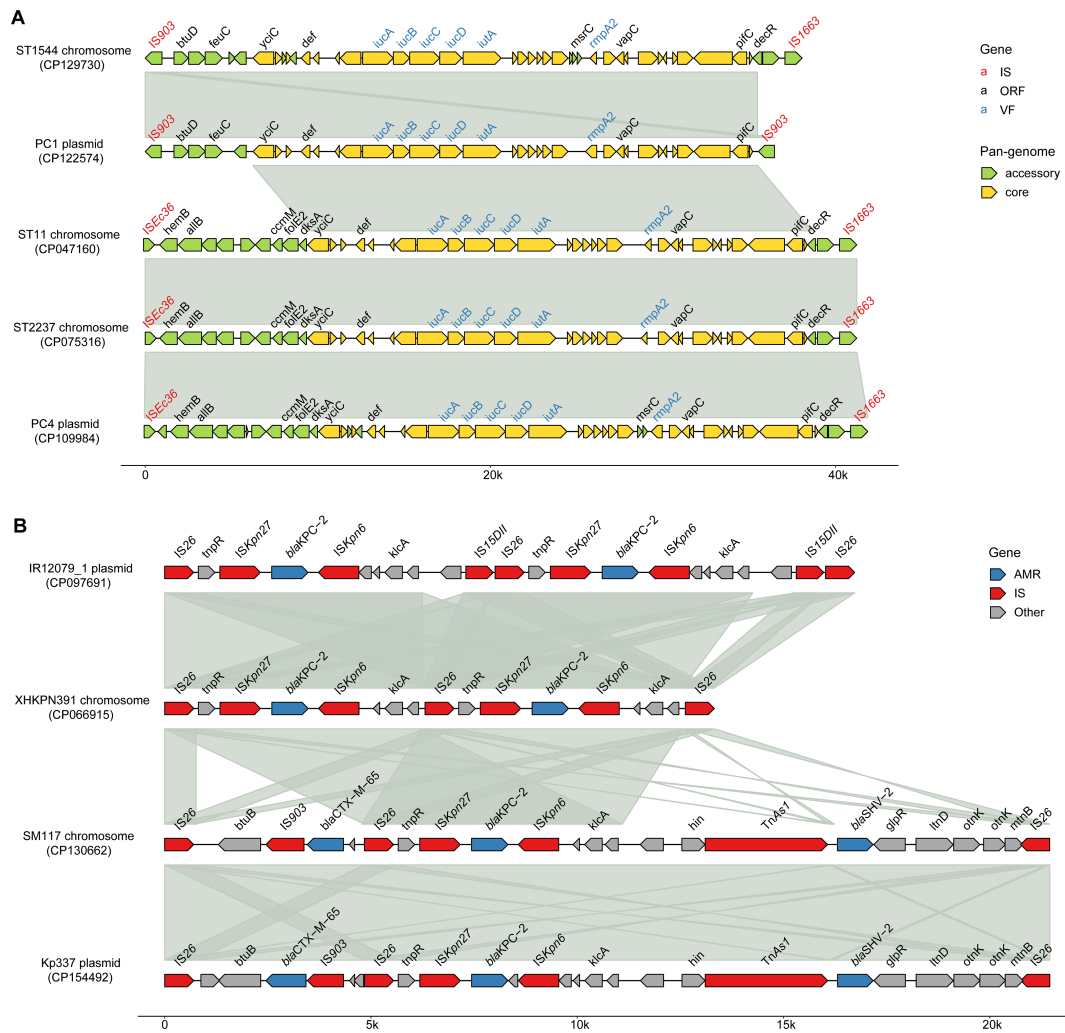 A
IS903 btuD feuC yciC def iucA iucB iucC iucD iutA msrC rmpA2 vapC pifC decR IS1663
ST1544 chromosome
(CP129730)
IS903 btuD feuC yciC def iucA iucB iucC iucD iutA rmpA2 vapC pifC IS903
PC1 plasmid
(CP122574)
ISEc36 hemB allB ccmM folE2 dksA yciC def iucA iucB iucC iucD iutA rmpA2 vapC pifC decR IS1663
ST11 chromosome
(CP047160)
ISEc36 hemB allB ccmM folE2 dksA yciC def iucA iucB iucC iucD iutA rmpA2 vapC pifC decR IS1663
ST2237 chromosome
(CP075316)
ISEc36 hemB allB ccmM folE2 dksA yciC def iucA iucB iucC iucD iutA msrC rmpA2 vapC pifC decR IS1663
PC4 plasmid
(CP109984)
0 20k 40k
Gene
a IS
a ORF
a VF
Pan-genome
accessory
core
B
IS26 tnpR ISKpn27 blaKPC-2 ISKpn6 klcA IS15DII IS26 tnpR ISKpn27 blaKPC-2 ISKpn6 klcA IS15DII IS26
IR12079_1 plasmid
(CP097691)
IS26 tnpR ISKpn27 blaKPC-2 ISKpn6 klcA IS26 tnpR ISKpn27 blaKPC-2 ISKpn6 klcA IS26
XHKPN391 chromosome
(CP066915)
IS26 btuB IS903 blaCTX-M-65 IS26 tnpR ISKpn27 blaKPC-2 ISKpn6 klcA hin TnAs1 blaSHV-2 glpR ltnD otnK otnK mtnB IS26
SM117 chromosome
(CP130662)
IS26 btuB blaCTX-M-65 IS903 IS26 tnpR ISKpn27 blaKPC-2 ISKpn6 klcA hin TnAs1 blaSHV-2 glpR ltnD otnK otnK mtnB IS26
Kp337 plasmid
(CP154492)
0 5k 10k 15k 20k
Gene
AMR
IS
Other